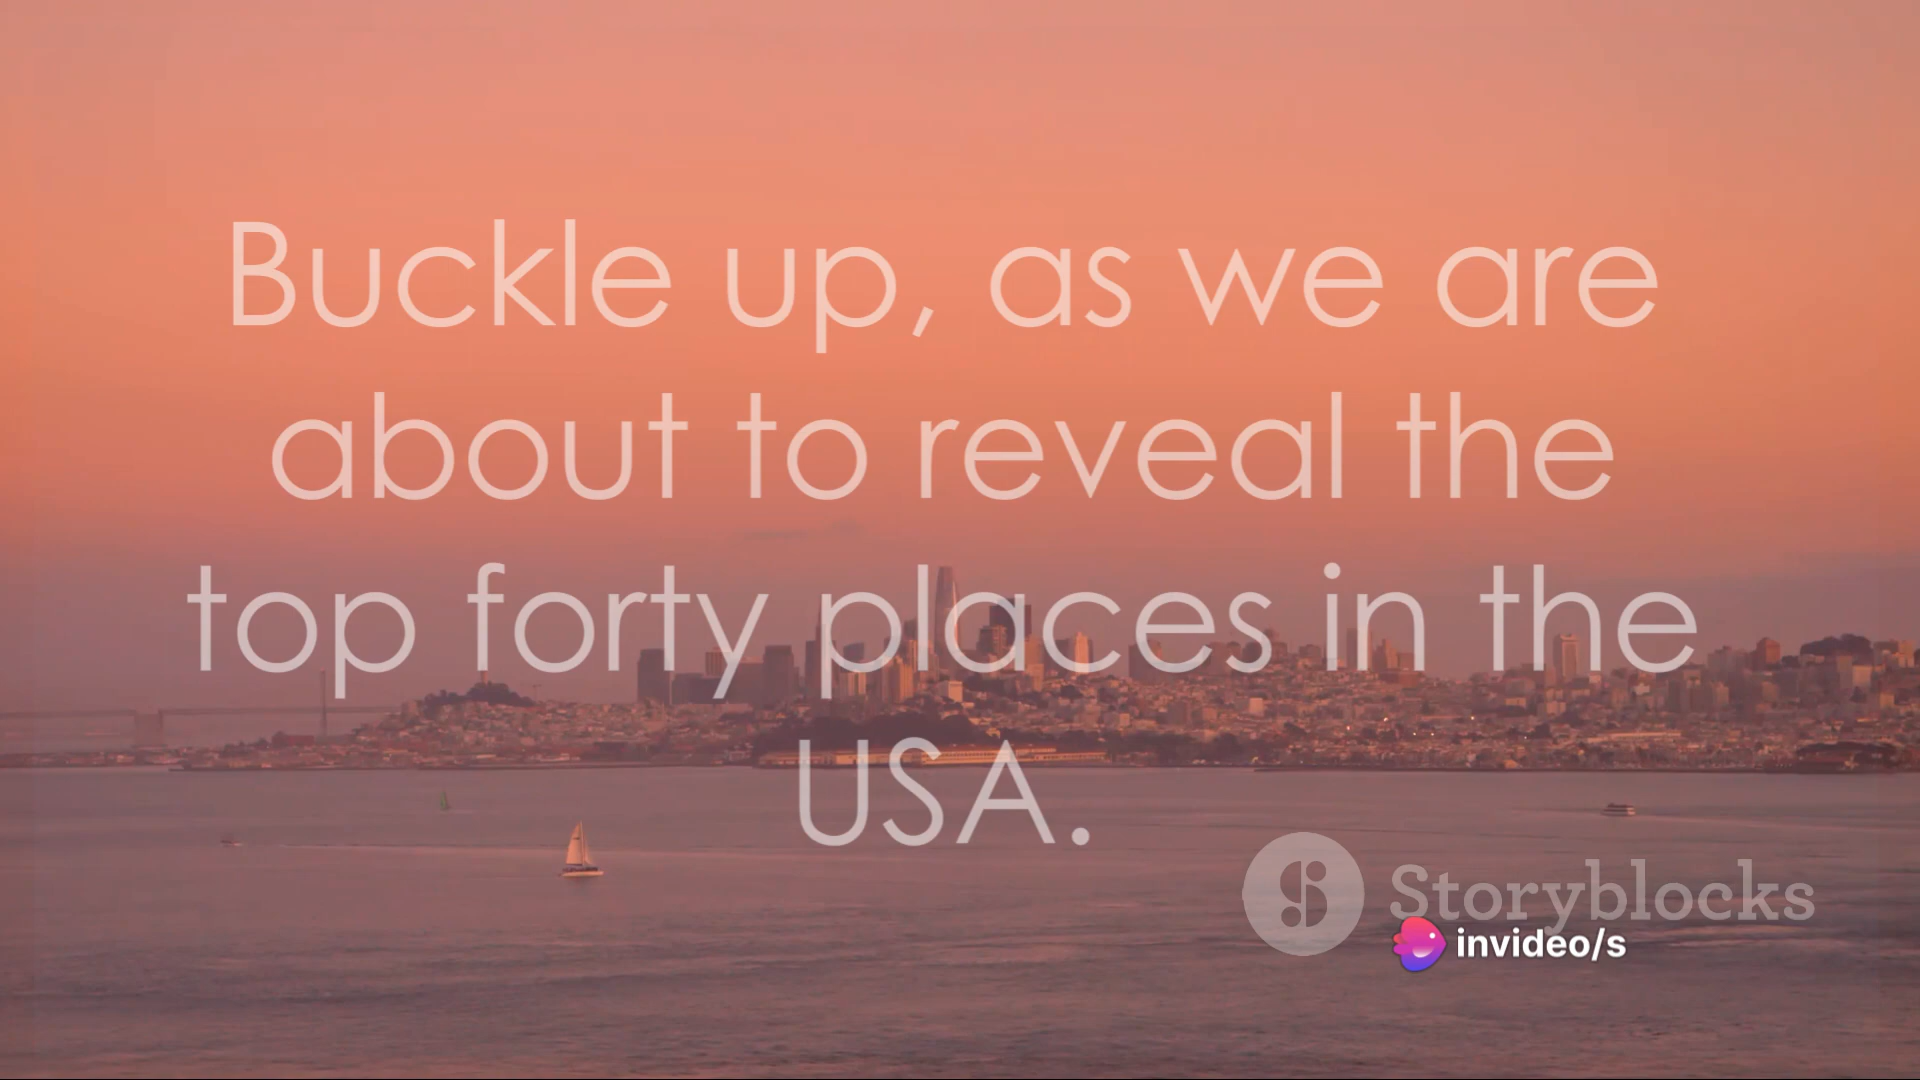 Buckle up, as we are
about to reveal the
top forty places in the
USA.
Storyblocks
invideo/s